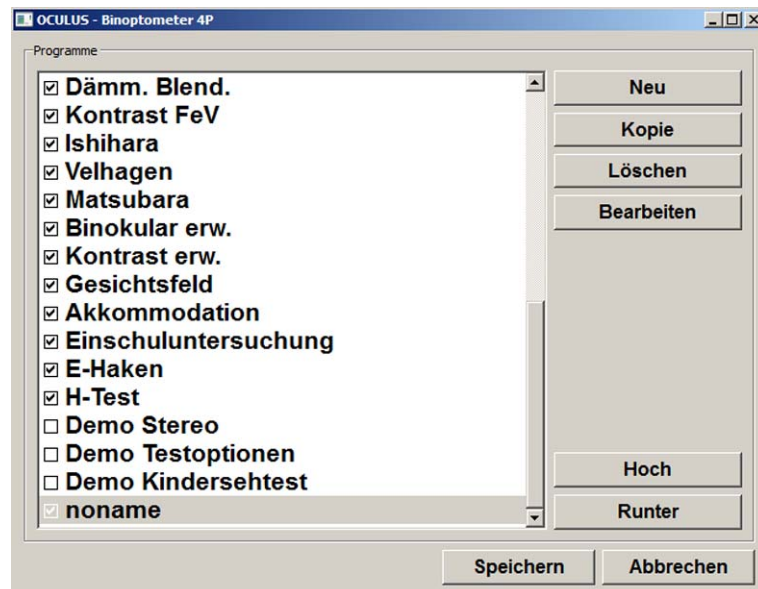 OCULUS - Binoptometer 4P
Programme
Dämm. Blend.
Kontrast FeV
Ishihara
Velhagen
Matsubara
Binokular erw.
Kontrast erw.
Gesichtsfeld
Akkommodation
Einschuluntersuchung
E-Haken
H-Test
Demo Stereo
Demo Testoptionen
Demo Kindersehtest
noname
Neu
Kopie
Löschen
Bearbeiten
Hoch
Runter
Speichern
Abbrechen